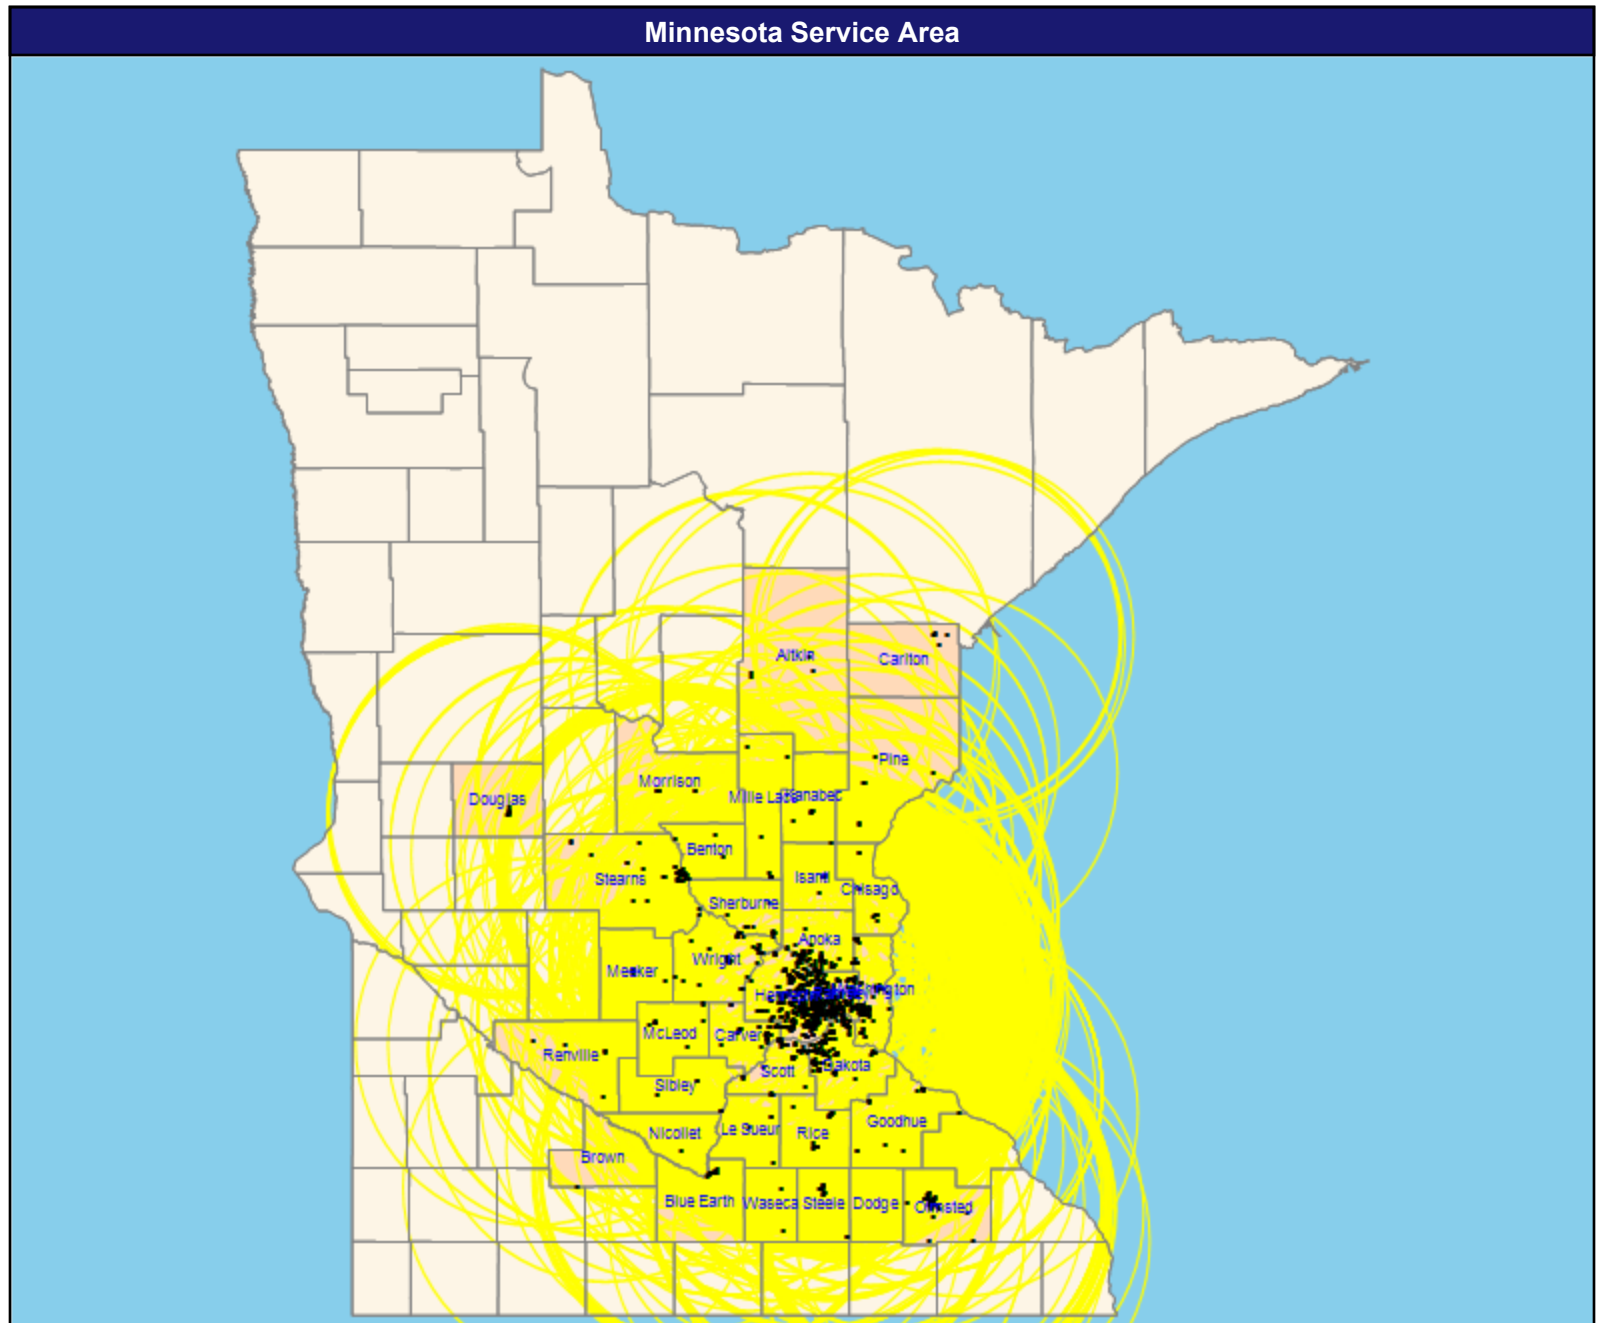 Minnesota Service Area
Aitkin
Carlton
Pine
Morrison
Douglas
Mille Lacs
Kanabec
Benton
Stearns
Isanti
Chisago
Sherburne
Anoka
Wright
Meeker
McLeod
Carver
Renville
Scott
Dakota
Sibley
Goodhue
Le Sueur
Rice
Nicollet
Brown
Blue Earth
Waseca
Steele
Dodge
Olmsted